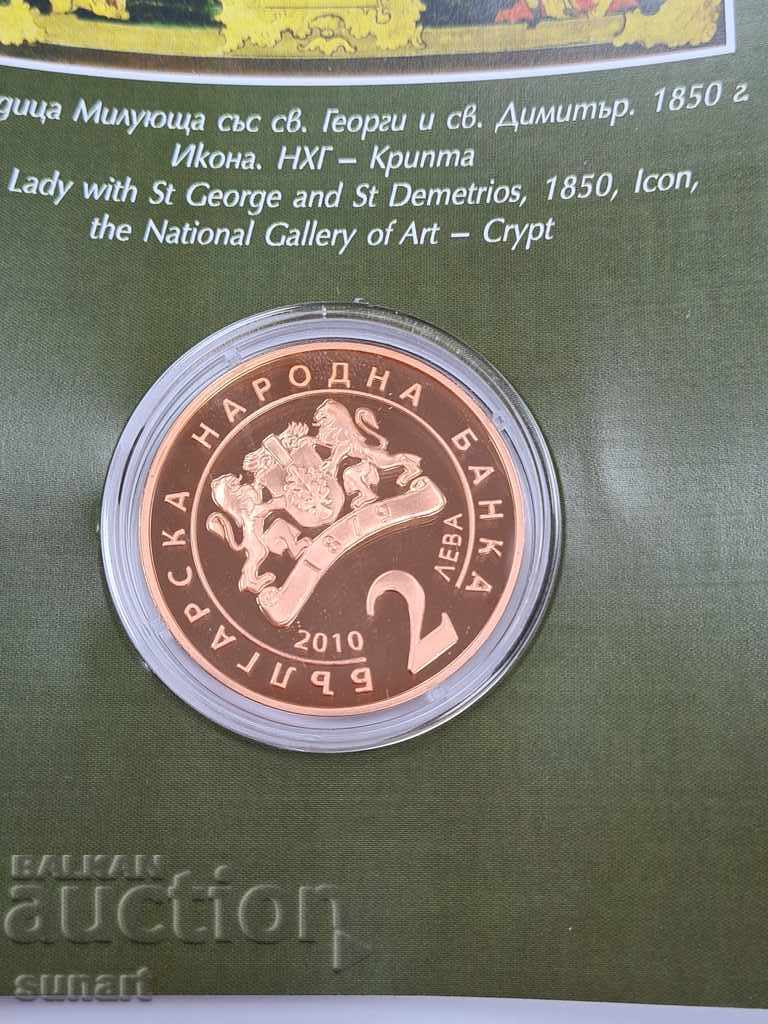 Милующа със св. Георги и св. Димитър. 1850 г.
Икона. НХГ – Крипта
Lady with St George and St Demetrios, 1850, Icon,
the National Gallery of Art – Crypt
БЪЛГАРСКА НАРОДНА БАНКА
1879
2 ЛЕВА
2010
BALKAN
auction
sunart